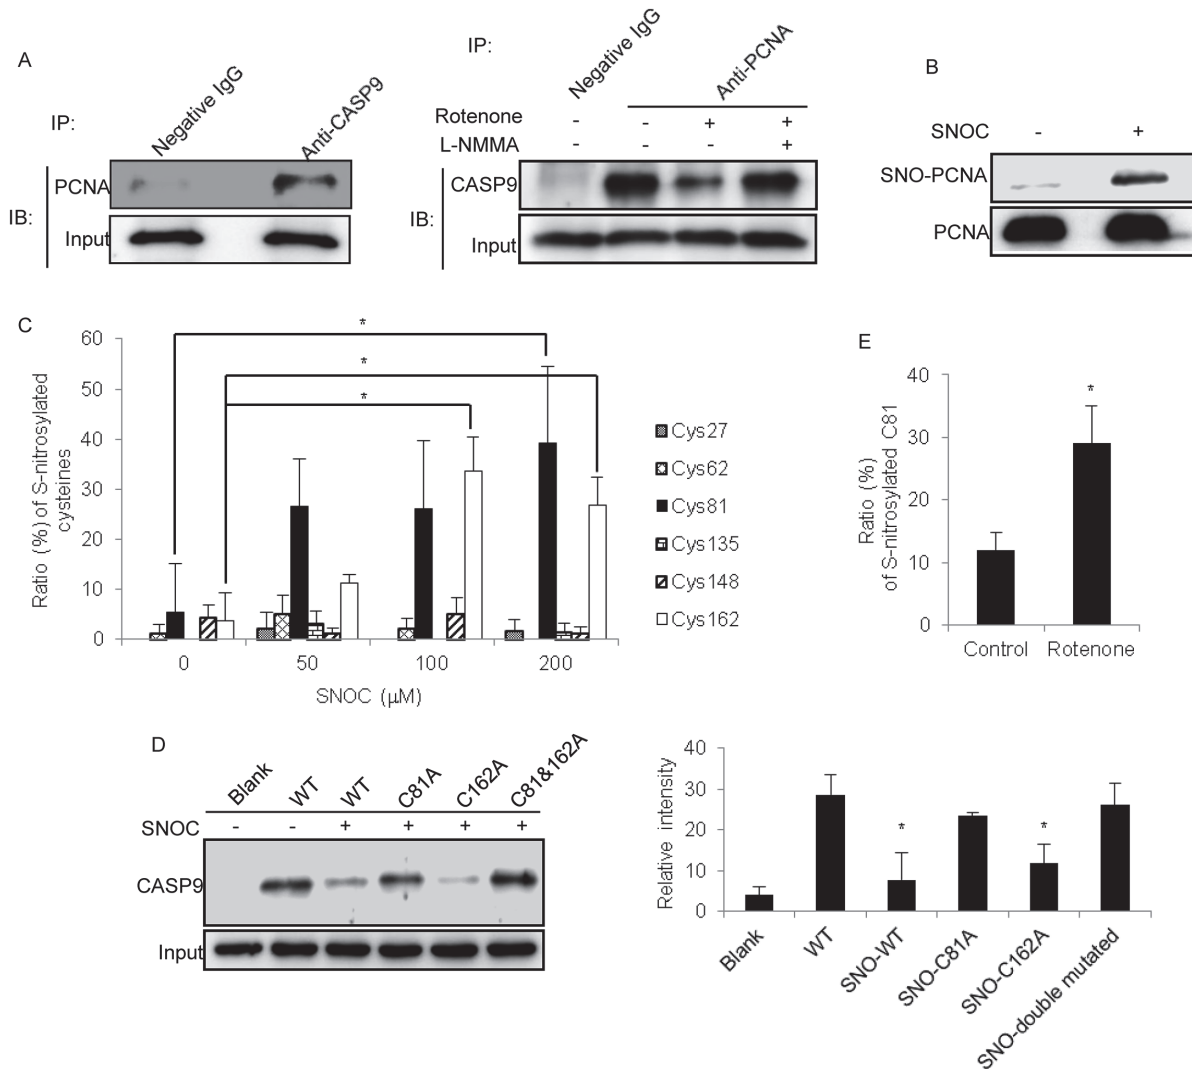 A
IP:
Negative IgG
Anti-CASP9
IB:
PCNA
Input
IP:
Negative IgG
Anti-PCNA
Rotenone - - + +
L-NMMA - - - +
IB:
CASP9
Input
B
SNOC - +
SNO-PCNA
PCNA
C
Ratio (%) of S-nitrosylated
cysteines
60
50
40
30
20
10
0
* * *
0 50 100 200
SNOC (μM)
Cys27
Cys62
Cys81
Cys135
Cys148
Cys162
E
Ratio (%)
of S-nitrosylated C81
40
30
20
10
0
*
Control Rotenone
D
Blank WT WT C81A C162A C81&162A
SNOC - - + + + +
CASP9
Input
Relative intensity
40
30
20
10
0
* *
Blank
WT
SNO-WT
SNO-C81A
SNO-C162A
SNO-double mutated